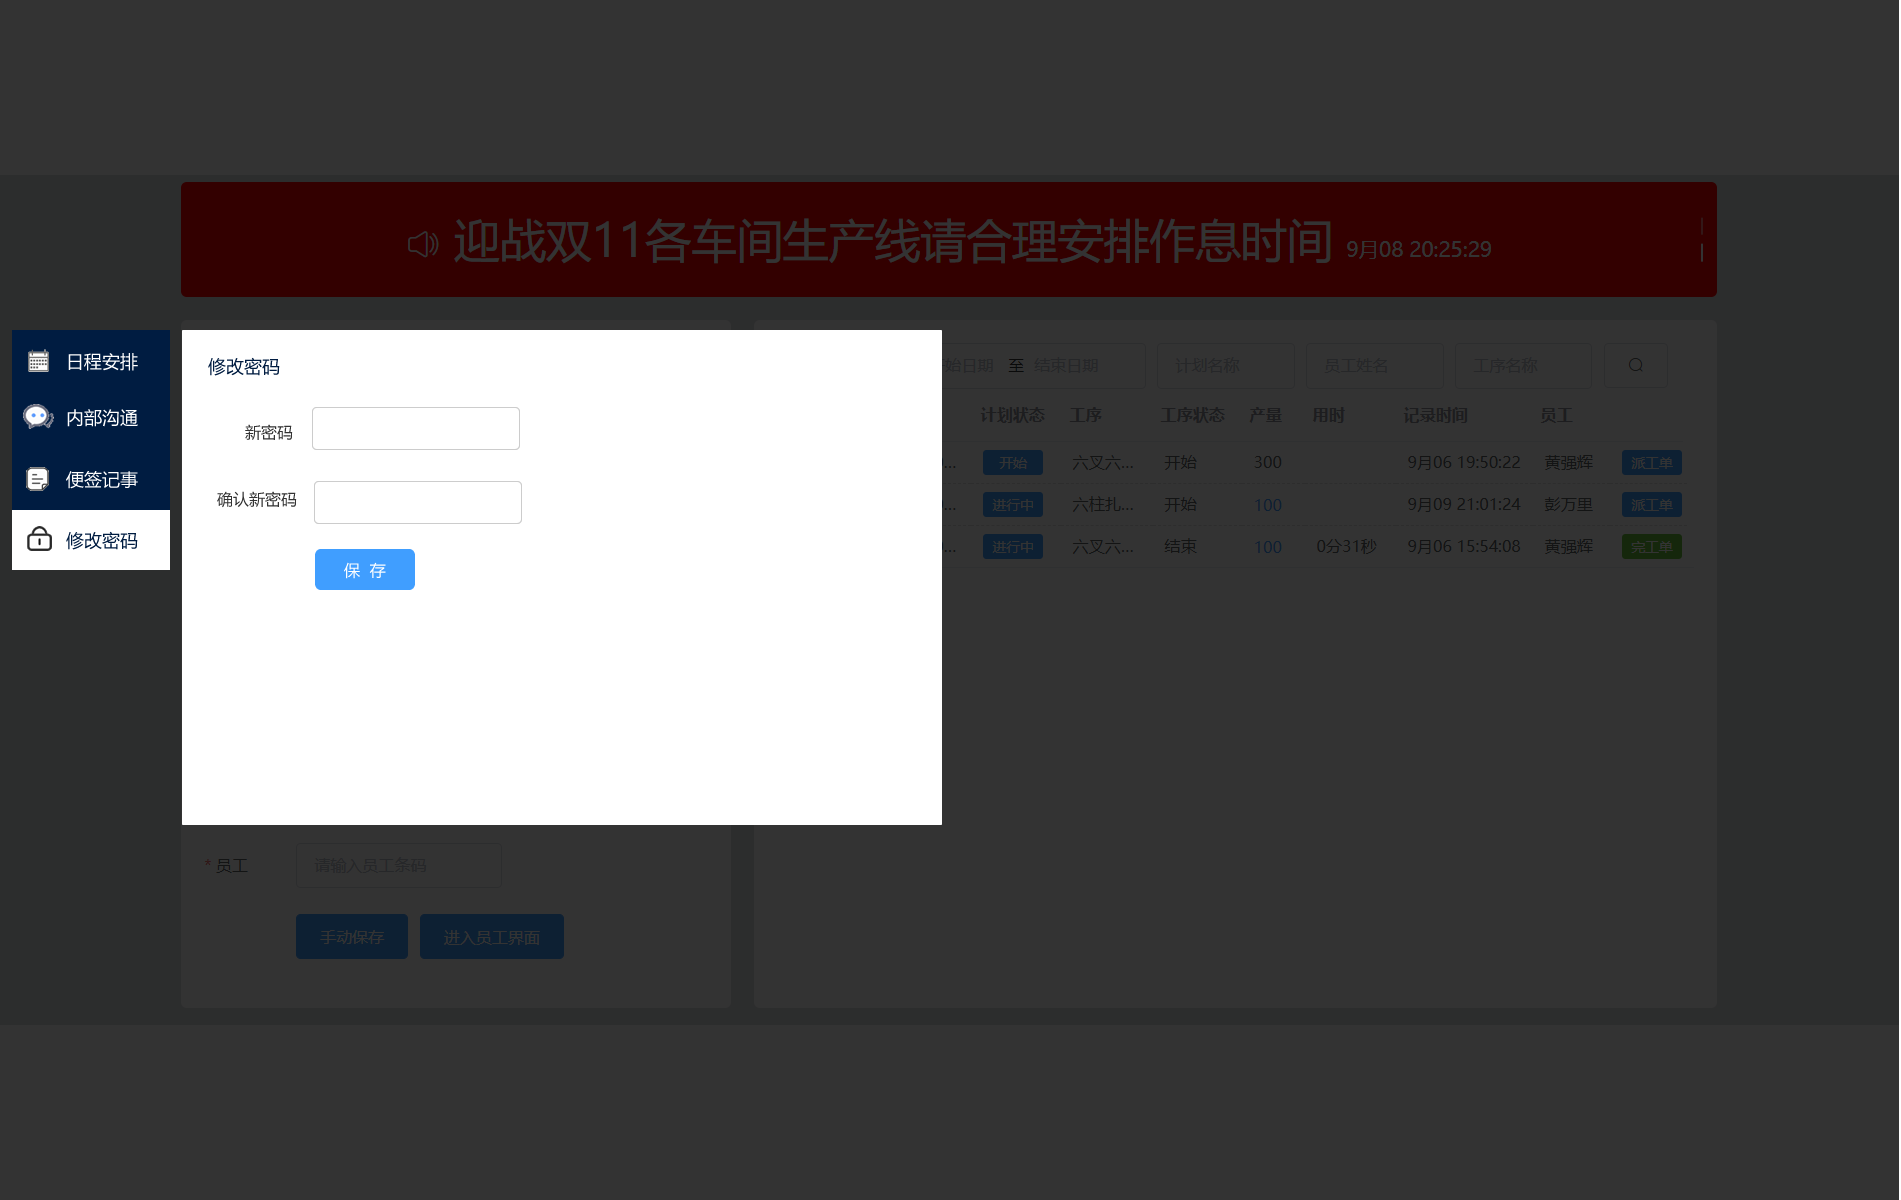 迎战双11各车间生产线请合理安排作息时间 9月08 20:25:29
日程安排
内部沟通
便签记事
修改密码
修改密码
新密码
确认新密码
保 存
始日期 至 结束日期 计划名称 员工姓名 工序名称
计划状态 工序 工序状态 产量 用时 记录时间 员工
... 开始 六叉六... 开始 300 9月06 19:50:22 黄强辉 派工单
... 进行中 六柱扎... 开始 100 9月09 21:01:24 彭万里 派工单
... 进行中 六叉六... 结束 100 0分31秒 9月06 15:54:08 黄强辉 完工单
* 员工 请输入员工条码
手动保存 进入员工界面